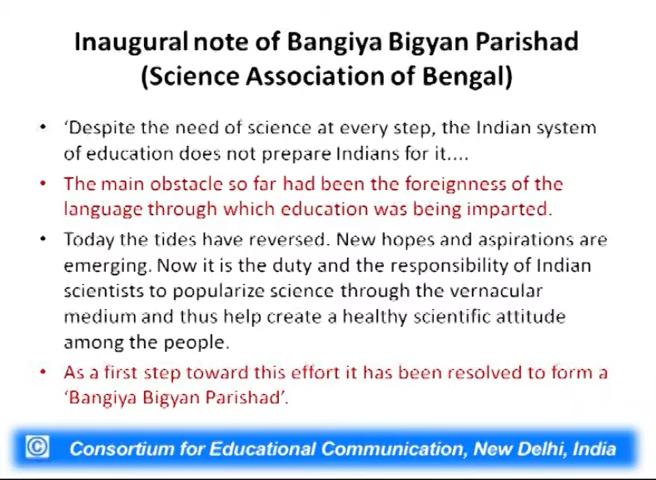 Inaugural note of Bangiya Bigyan Parishad
(Science Association of Bengal)
• ‘Despite the need of science at every step, the Indian system
of education does not prepare Indians for it....
• The main obstacle so far had been the foreignness of the
language through which education was being imparted.
• Today the tides have reversed. New hopes and aspirations are
emerging. Now it is the duty and the responsibility of Indian
scientists to popularize science through the vernacular
medium and thus help create a healthy scientific attitude
among the people.
• As a first step toward this effort it has been resolved to form a
‘Bangiya Bigyan Parishad’.
© Consortium for Educational Communication, New Delhi, India